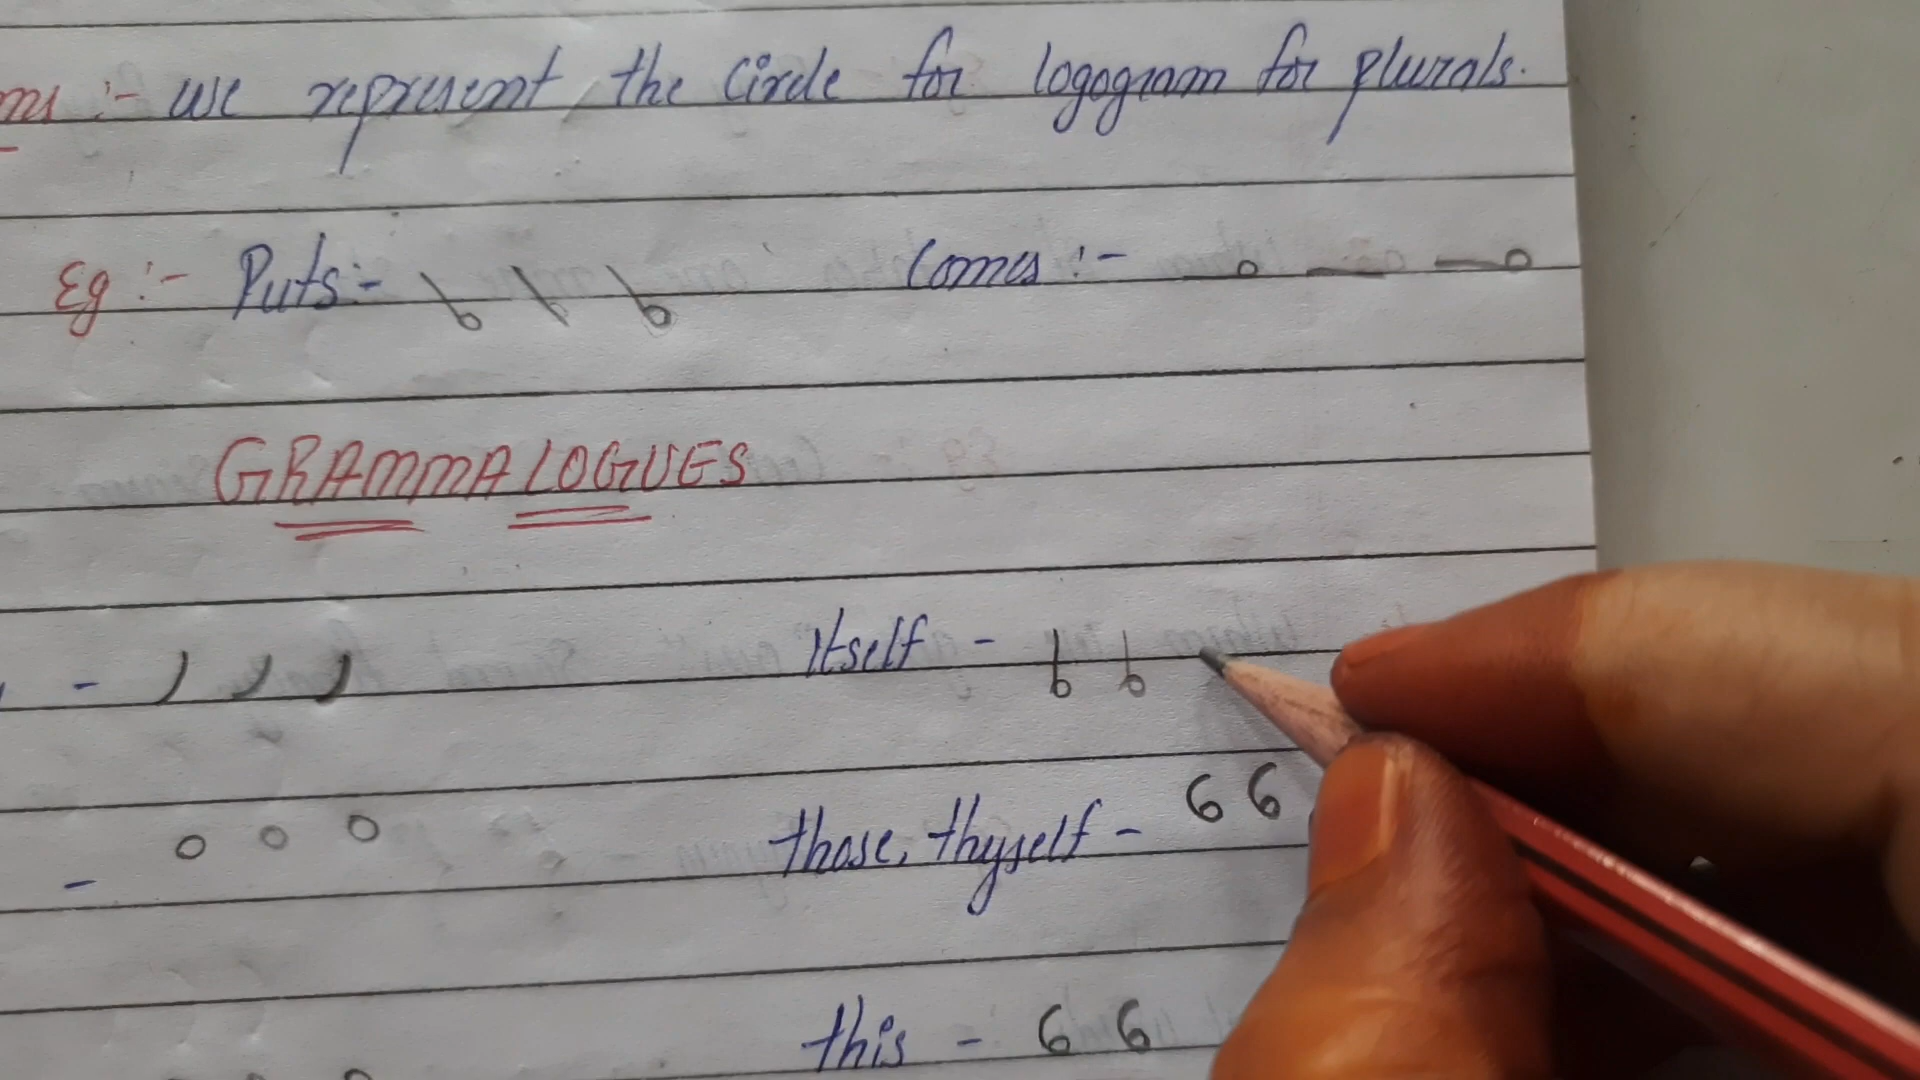 :- we represent the Circle for logogram for plurals.
Eg :- Puts :- Comes :-
GRAMMALOGUES
- Itself -
- those, thyself -
this -